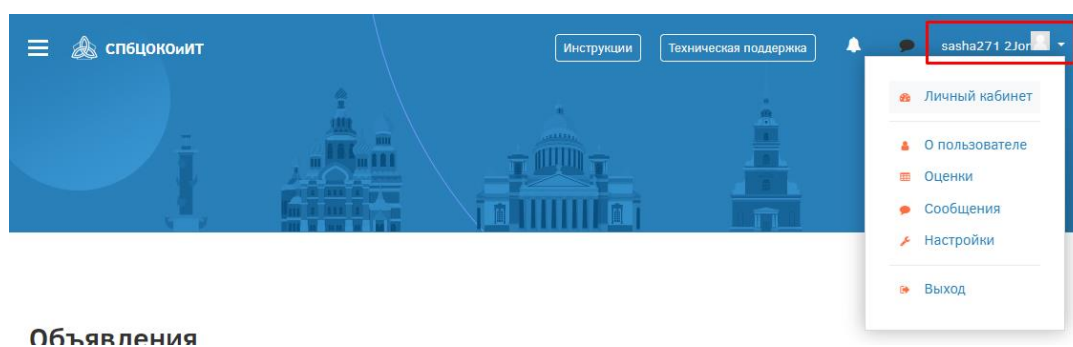 СПбЦОКОиИТ
Инструкции
Техническая поддержка
sasha271 2Jor
Личный кабинет
О пользователе
Оценки
Сообщения
Настройки
Выход
Объявления